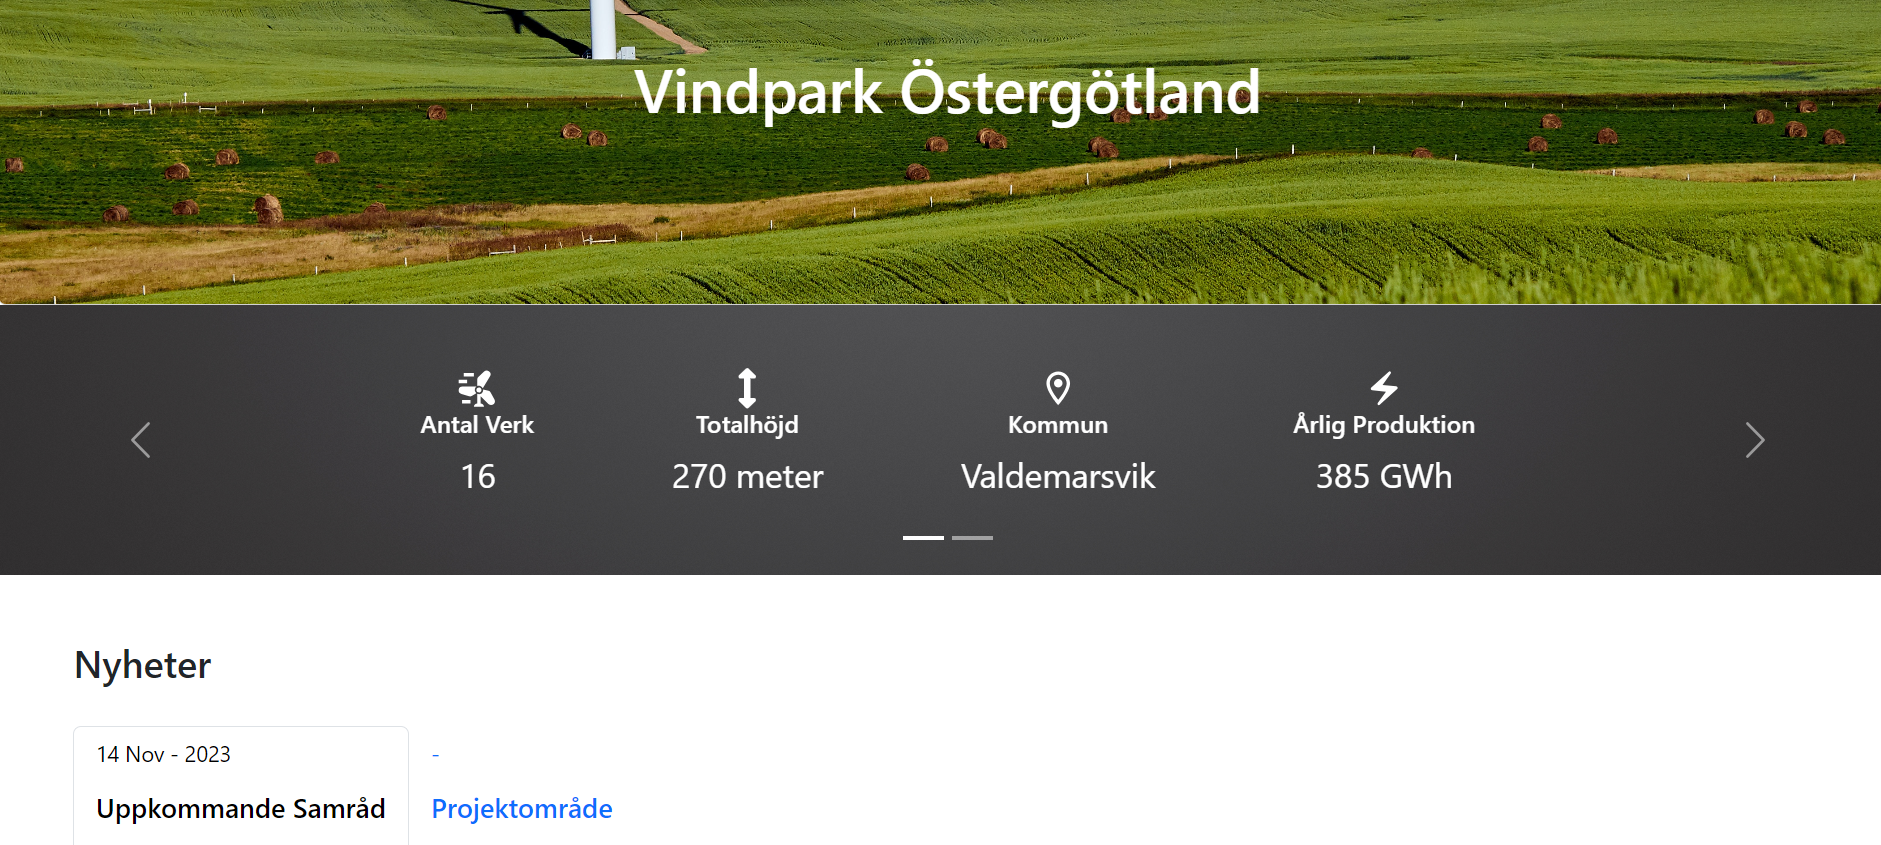 Vindpark Östergötland
Antal Verk
16
Totalhöjd
270 meter
Kommun
Valdemarsvik
Årlig Produktion
385 GWh
Nyheter
14 Nov - 2023
Uppkommande Samråd
-
Projektområde